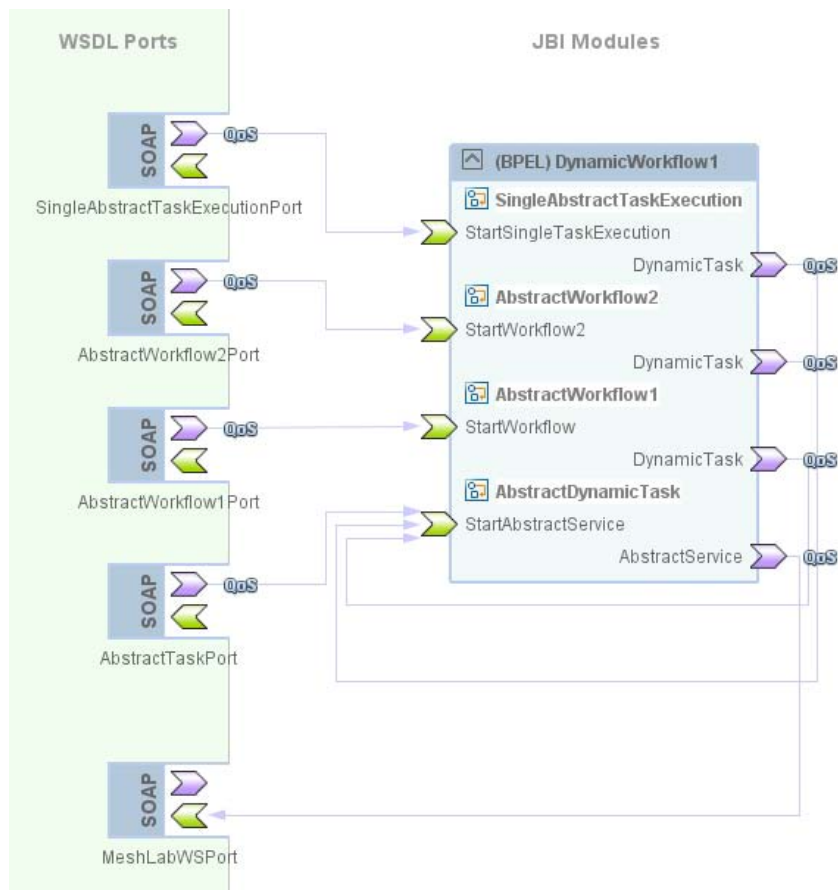 WSDL Ports
JBI Modules
SOAP
QoS
SingleAbstractTaskExecutionPort
SOAP
QoS
AbstractWorkflow2Port
SOAP
QoS
AbstractWorkflow1Port
SOAP
QoS
AbstractTaskPort
SOAP
MeshLabWSPort
(BPEL) DynamicWorkflow1
SingleAbstractTaskExecution
StartSingleTaskExecution
DynamicTask
QoS
AbstractWorkflow2
StartWorkflow2
DynamicTask
QoS
AbstractWorkflow1
StartWorkflow
DynamicTask
QoS
AbstractDynamicTask
StartAbstractService
AbstractService
QoS